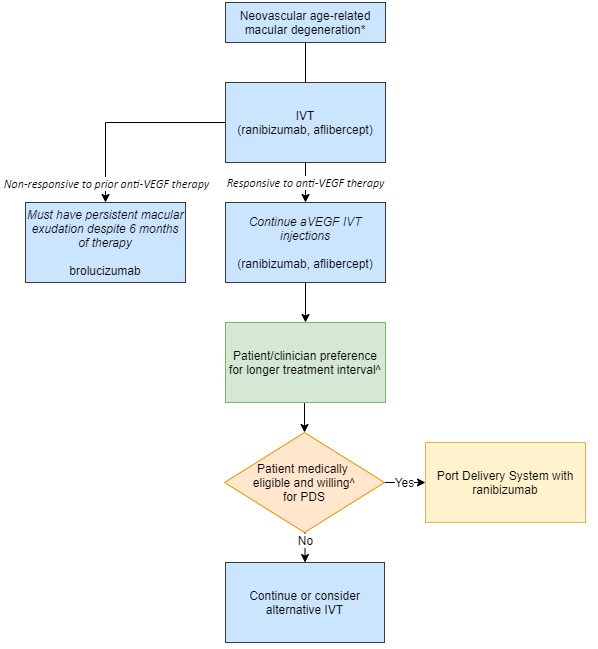 Neovascular age-related
macular degeneration*
IVT
(ranibizumab, aflibercept)
Non-responsive to prior anti-VEGF therapy
Responsive to anti-VEGF therapy
Must have persistent macular
exudation despite 6 months
of therapy
brolucizumab
Continue aVEGF IVT
injections
(ranibizumab, aflibercept)
Patient/clinician preference
for longer treatment interval^
Patient medically
eligible and willing^
for PDS
Yes
Port Delivery System with
ranibizumab
No
Continue or consider
alternative IVT